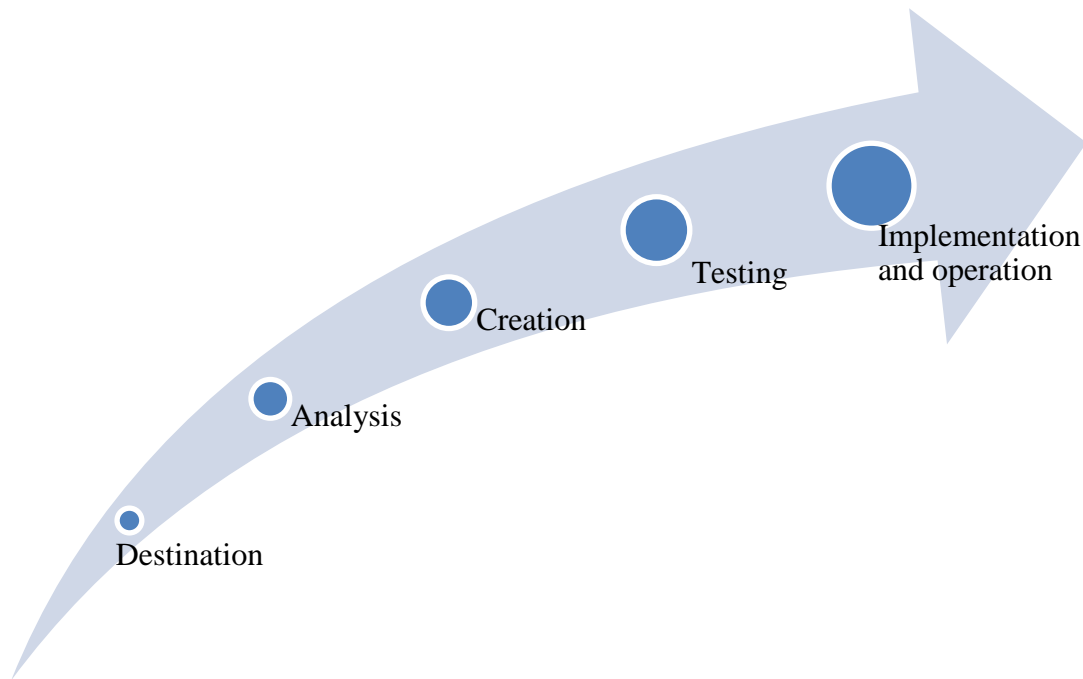 Destination
Analysis
Creation
Testing
Implementation
and operation